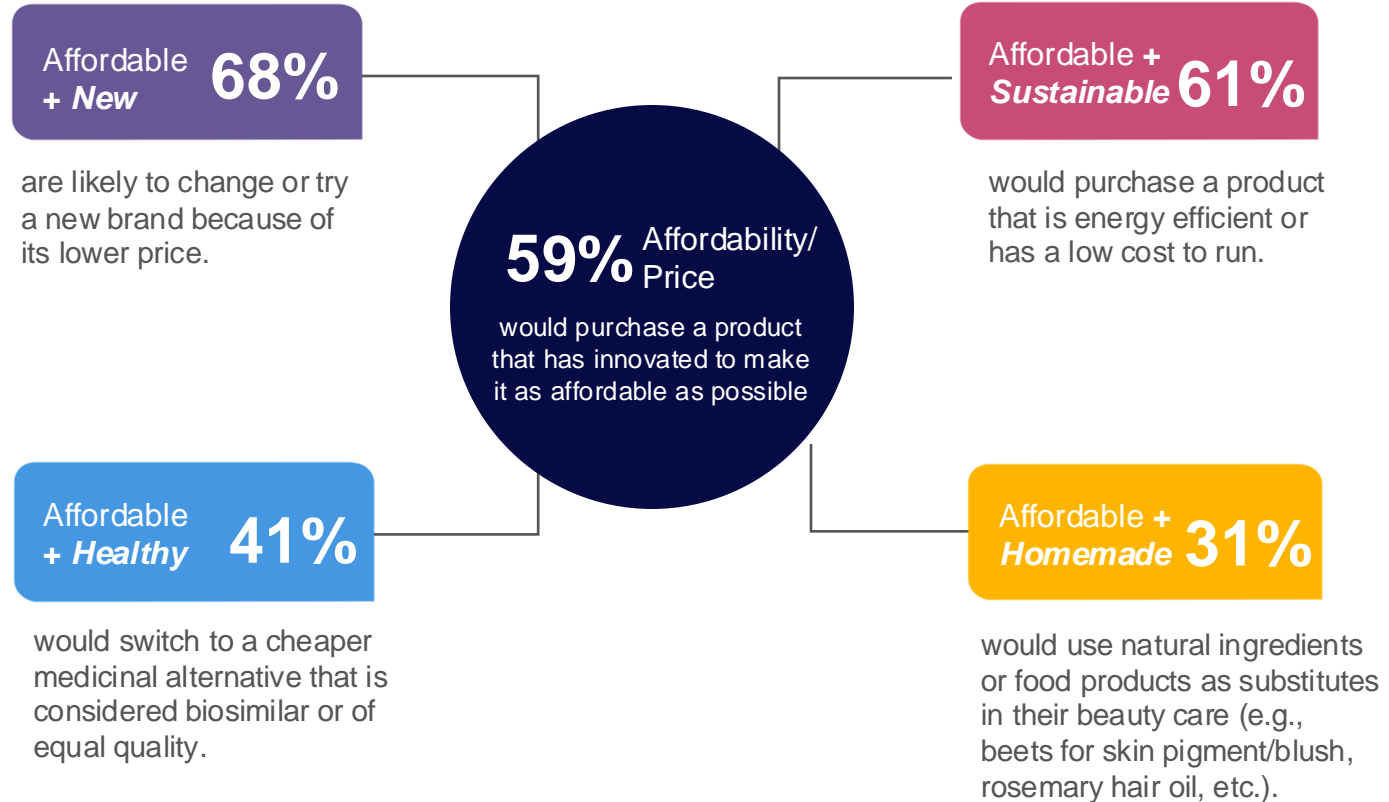 Affordable
+ New
68%
are likely to change or try
a new brand because of
its lower price.
Affordable +
Sustainable
61%
would purchase a product
that is energy efficient or
has a low cost to run.
59%
Affordability/
Price
would purchase a product
that has innovated to make
it as affordable as possible
Affordable
+ Healthy
41%
would switch to a cheaper
medicinal alternative that is
considered biosimilar or of
equal quality.
Affordable +
Homemade
31%
would use natural ingredients
or food products as substitutes
in their beauty care (e.g.,
beets for skin pigment/blush,
rosemary hair oil, etc.).